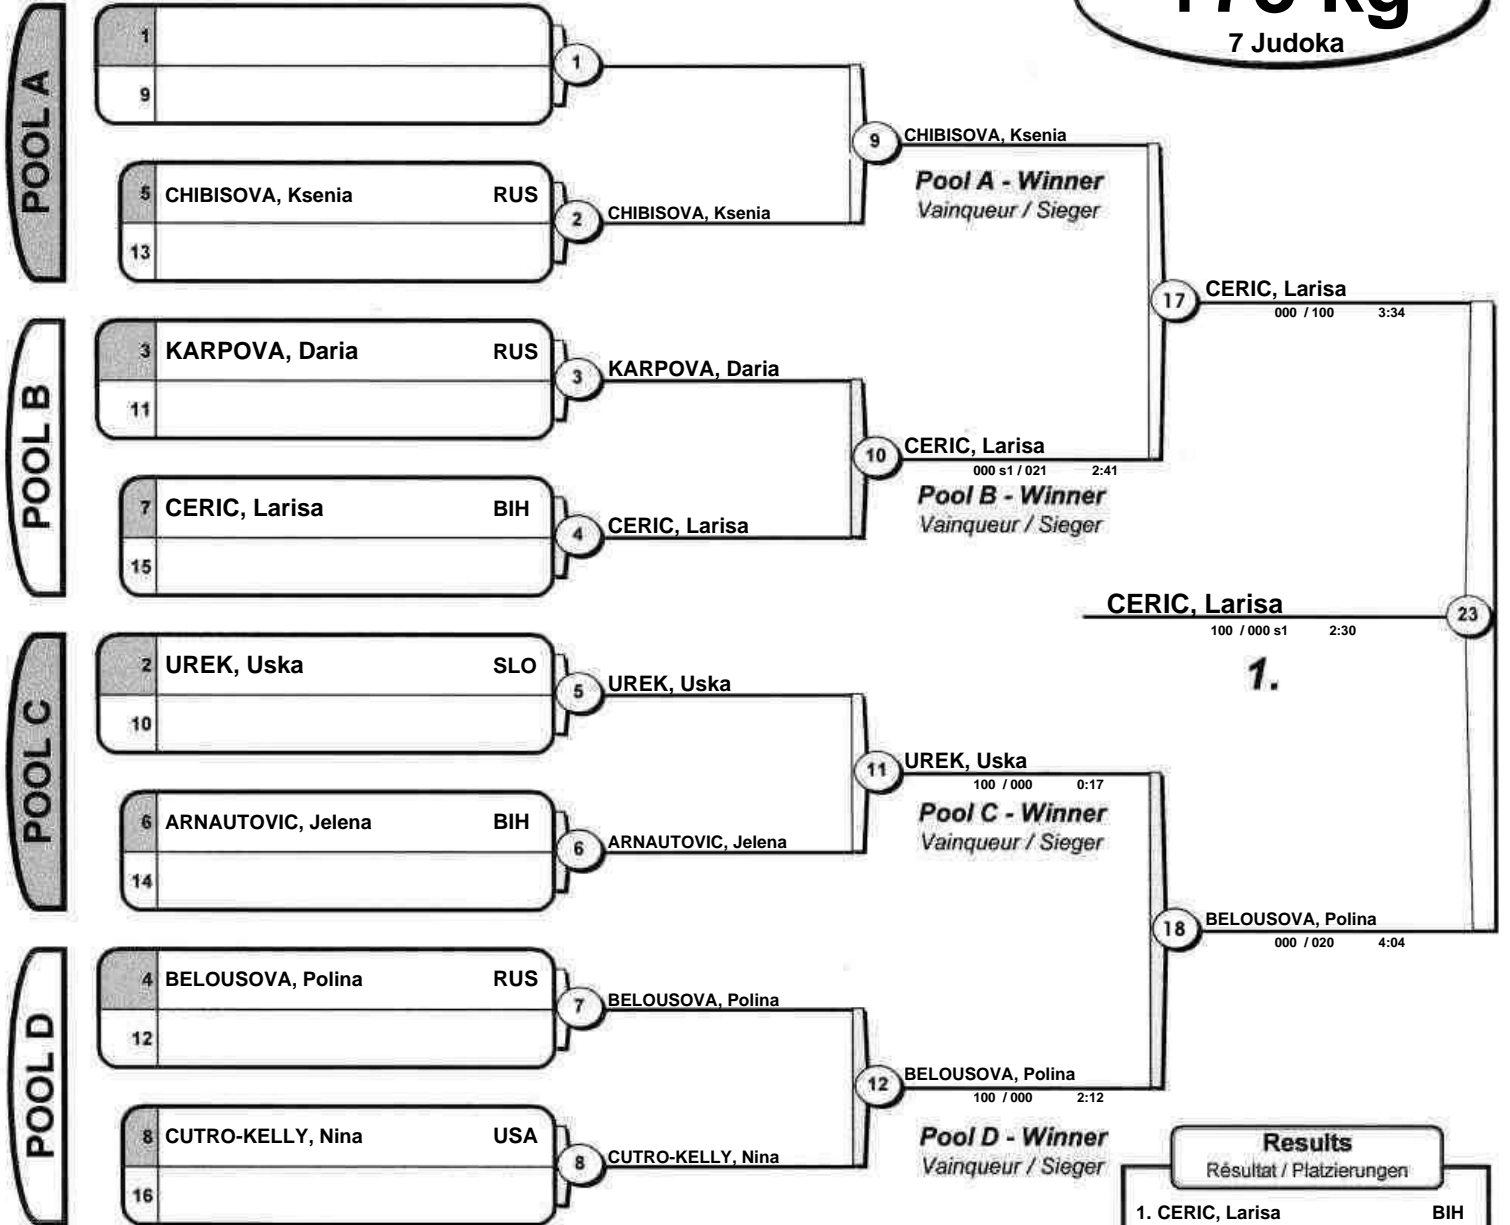 +78 kg
7 Judoka
POOL A
1
9
1
5 CHIBISOVA, Ksenia RUS
13
2
CHIBISOVA, Ksenia
9
CHIBISOVA, Ksenia
Pool A - Winner
Vainqueur / Sieger
POOL B
3 KARPOVA, Daria RUS
11
3
KARPOVA, Daria
7 CERIC, Larisa BIH
15
4
CERIC, Larisa
10
CERIC, Larisa
000 s1 / 021 2:41
Pool B - Winner
Vainqueur / Sieger
17
CERIC, Larisa
000 / 100 3:34
CERIC, Larisa
100 / 000 s1 2:30
23
1.
POOL C
2 UREK, Uska SLO
10
5
UREK, Uska
6 ARNAUTOVIC, Jelena BIH
14
6
ARNAUTOVIC, Jelena
11
UREK, Uska
100 / 000 0:17
Pool C - Winner
Vainqueur / Sieger
18
BELOUSOVA, Polina
000 / 020 4:04
POOL D
4 BELOUSOVA, Polina RUS
12
7
BELOUSOVA, Polina
8 CUTRO-KELLY, Nina USA
16
8
CUTRO-KELLY, Nina
12
BELOUSOVA, Polina
100 / 000 2:12
Pool D - Winner
Vainqueur / Sieger
Results
Résultat / Platzierungen
1. CERIC, Larisa BIH